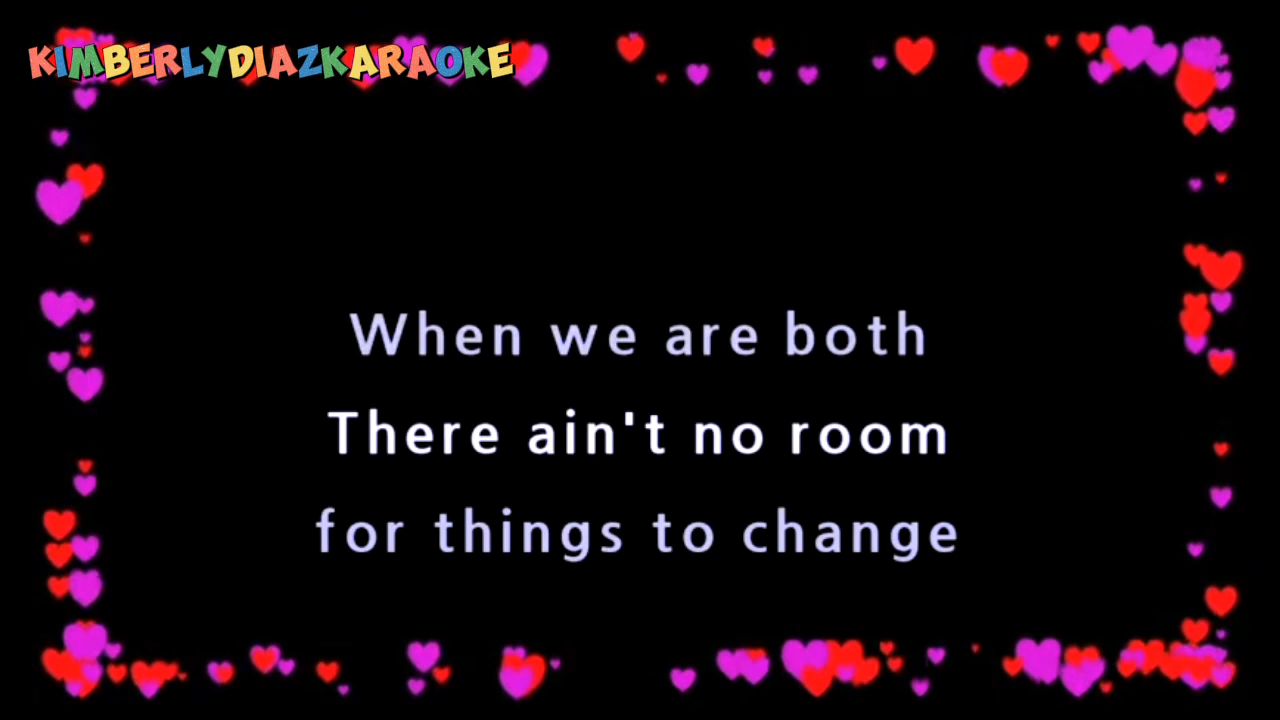 KIMBERLYDIAZKARAOKE
When we are both
There ain't no room
for things to change